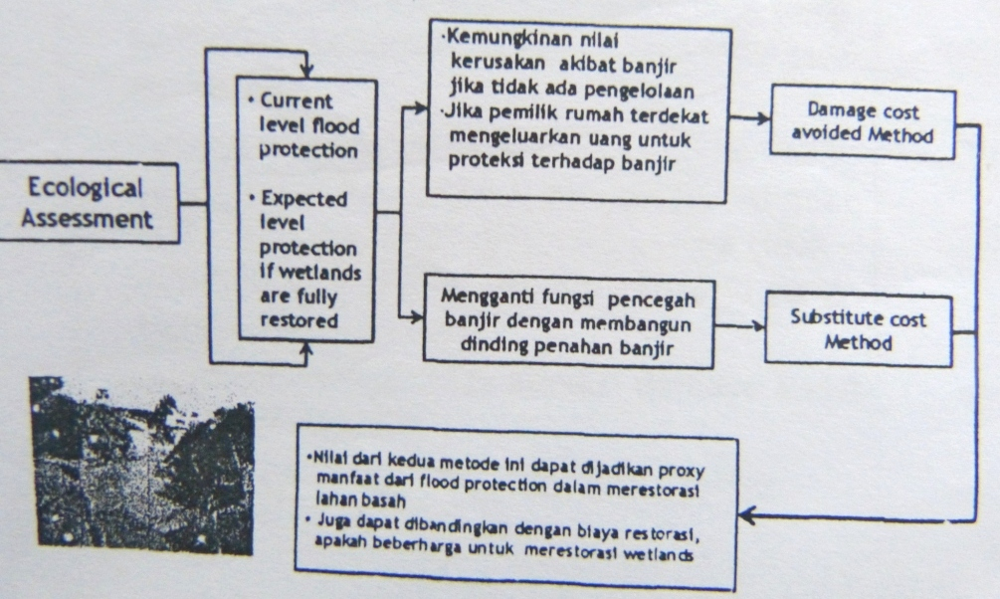 Ecological
Assessment
• Current
level flood
protection
• Expected
level
protection
if wetlands
are fully
restored
·Kemungkinan nilai
kerusakan akibat banjir
jika tidak ada pengelolaan
·Jika pemilik rumah terdekat
mengeluarkan uang untuk
proteksi terhadap banjir
Damage cost
avoided Method
Mengganti fungsi pencegah
banjir dengan membangun
dinding penahan banjir
Substitute cost
Method
•Nilai dari kedua metode ini dapat dijadikan proxy
manfaat dari flood protection dalam merestorasi
lahan basah
• Juga dapat dibandingkan dengan biaya restorasi,
apakah beberharga untuk merestorasi wetlands